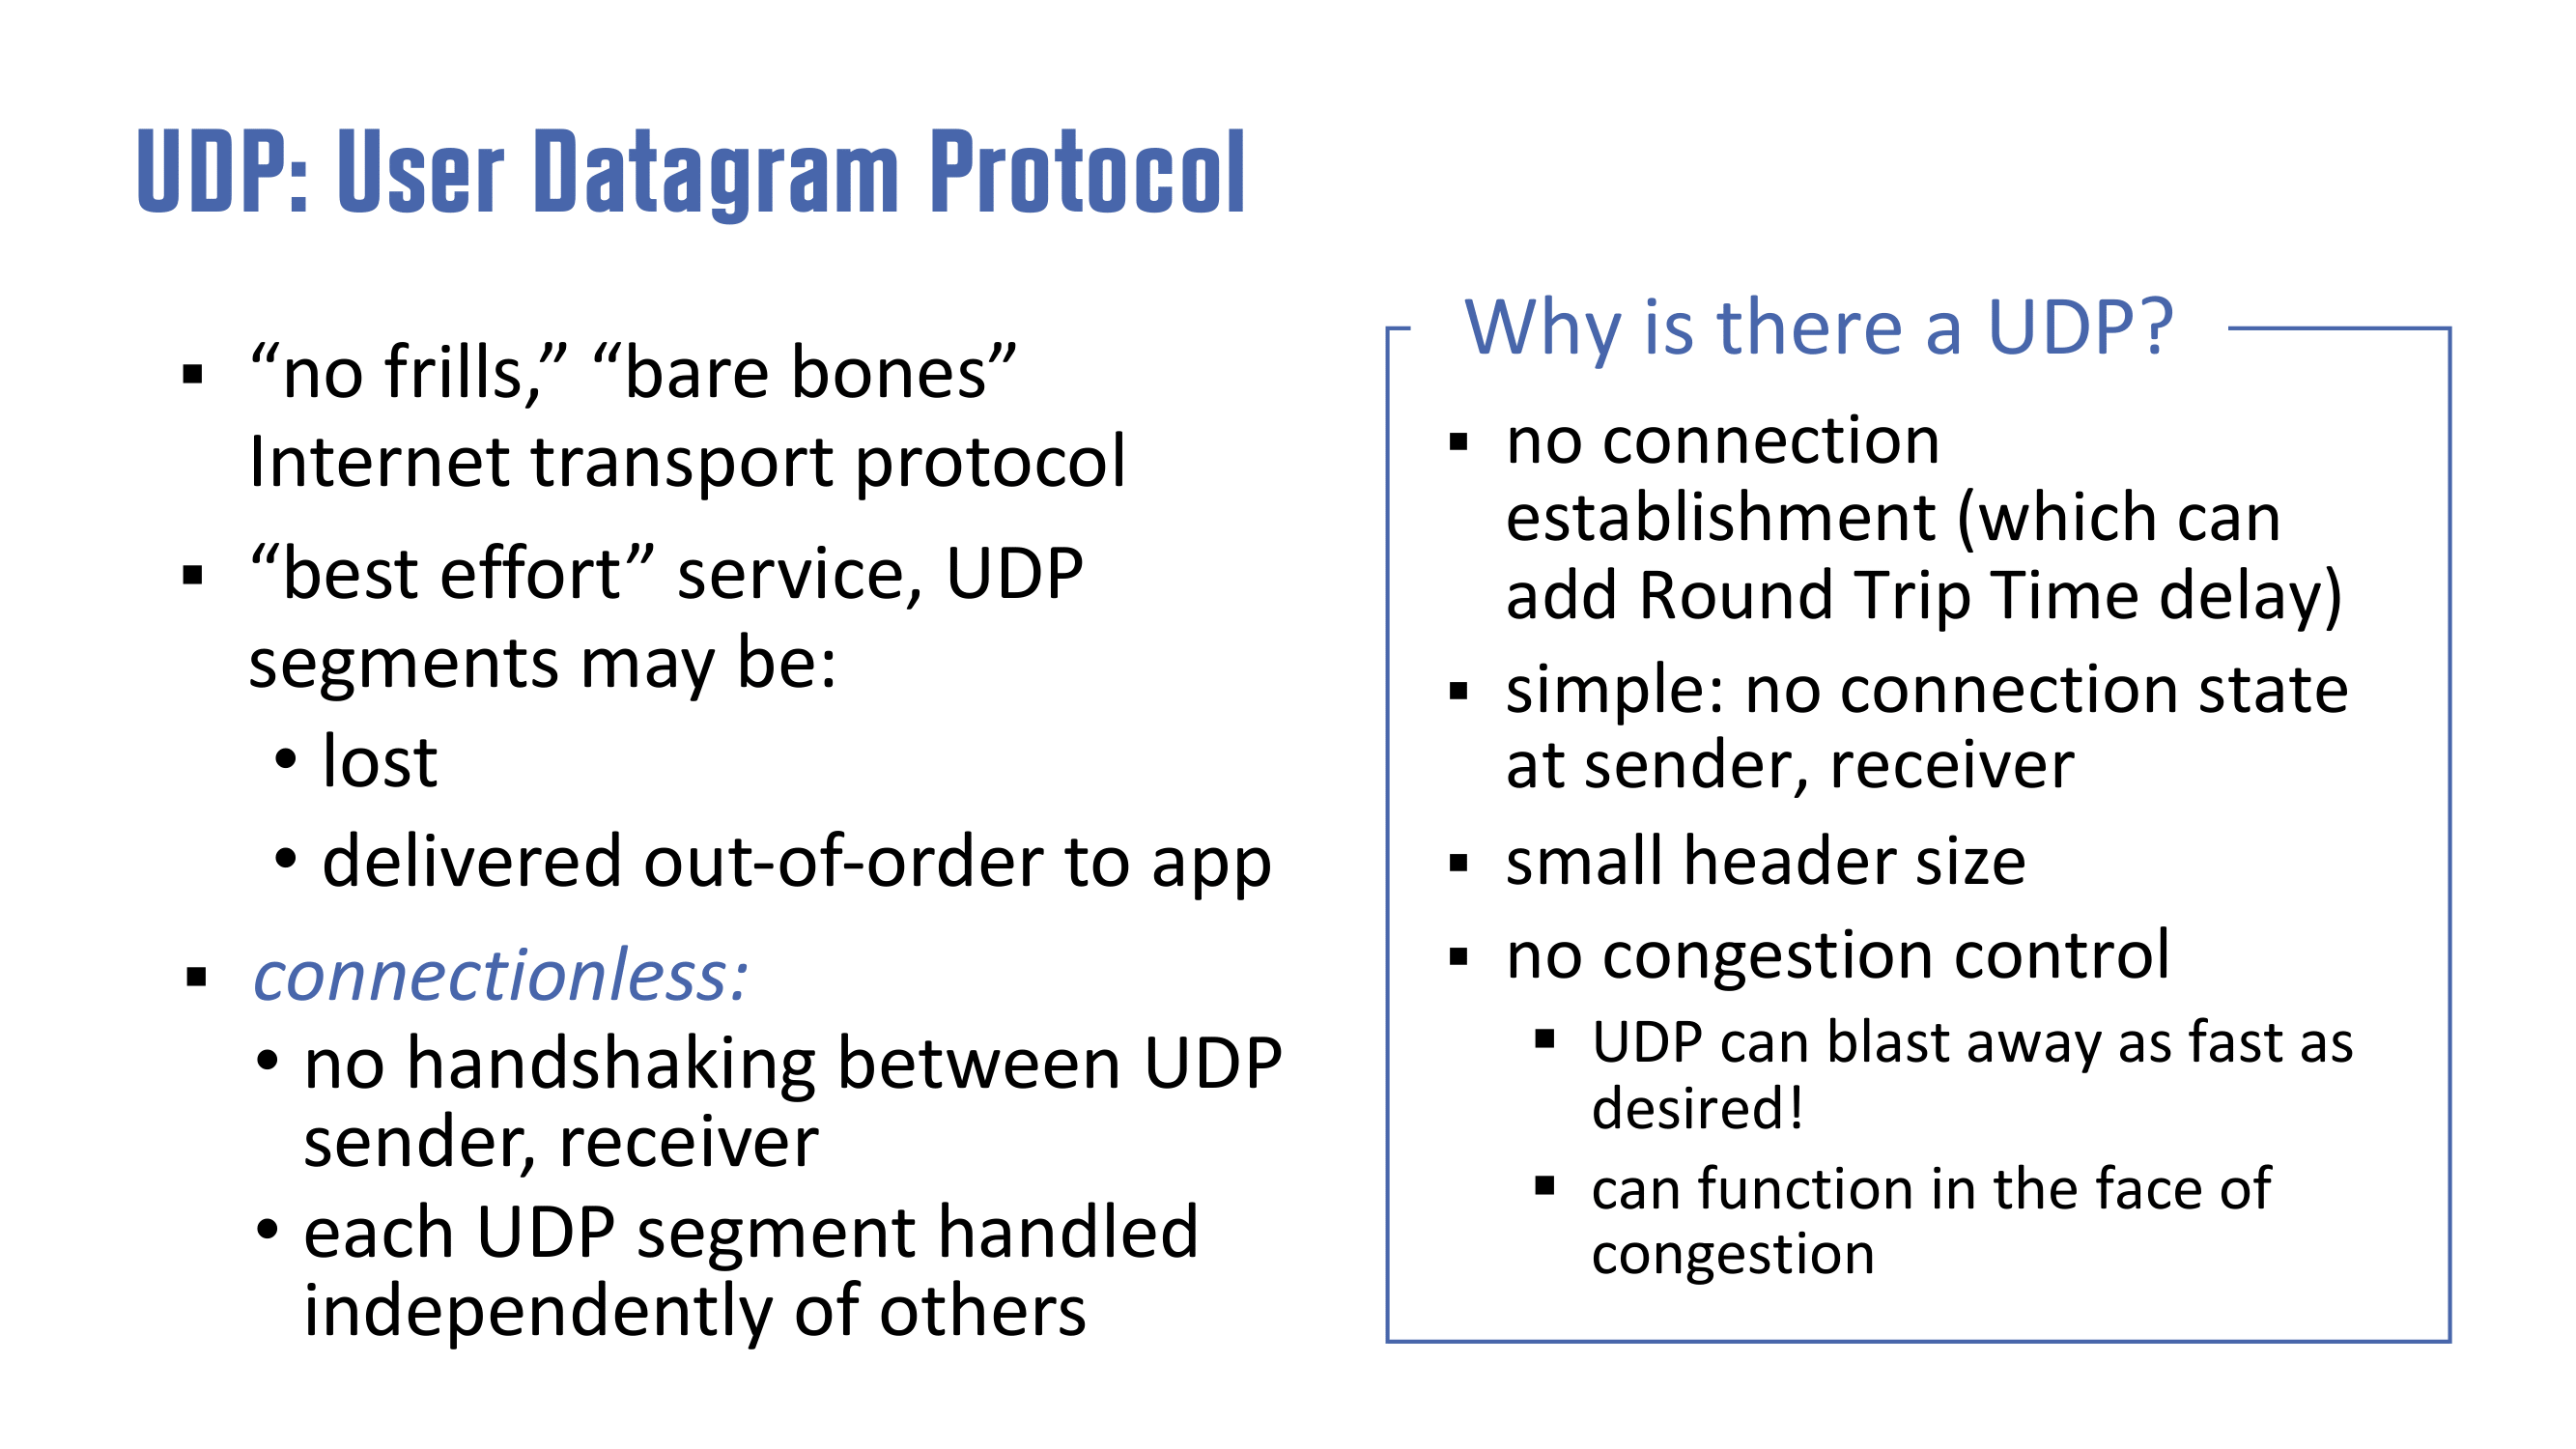 UDP: User Datagram Protocol
▪ “no frills,” “bare bones”
Internet transport protocol
▪ “best effort” service, UDP
segments may be:
• lost
• delivered out-of-order to app
▪ connectionless:
• no handshaking between UDP
sender, receiver
• each UDP segment handled
independently of others
Why is there a UDP?
▪ no connection
establishment (which can
add Round Trip Time delay)
▪ simple: no connection state
at sender, receiver
▪ small header size
▪ no congestion control
▪ UDP can blast away as fast as
desired!
▪ can function in the face of
congestion